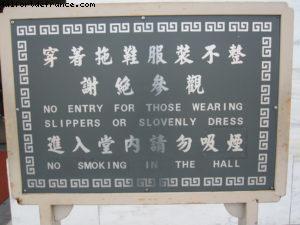 穿著拖鞋服裝不整
謝絕參觀
NO ENTRY FOR THOSE WEARING
SLIPPERS OR SLOVENLY DRESS
進入堂內請勿吸煙
NO SMOKING IN THE HALL